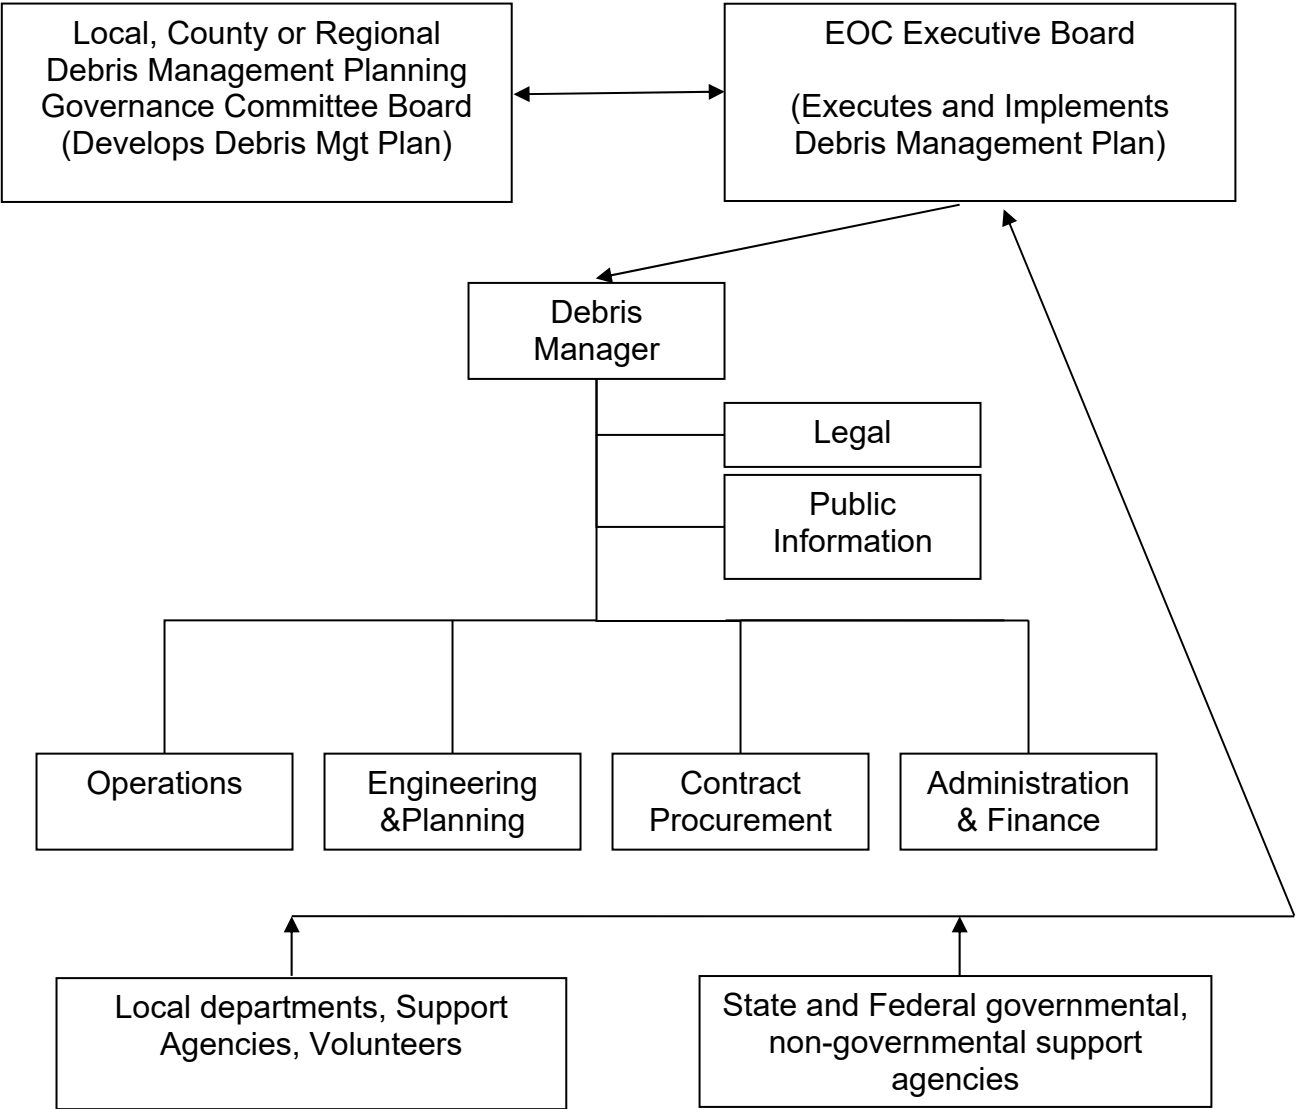 Local, County or Regional
Debris Management Planning
Governance Committee Board
(Develops Debris Mgt Plan)
EOC Executive Board
(Executes and Implements
Debris Management Plan)
Debris
Manager
Legal
Public
Information
Operations
Engineering
&Planning
Contract
Procurement
Administration
& Finance
Local departments, Support
Agencies, Volunteers
State and Federal governmental,
non-governmental support
agencies